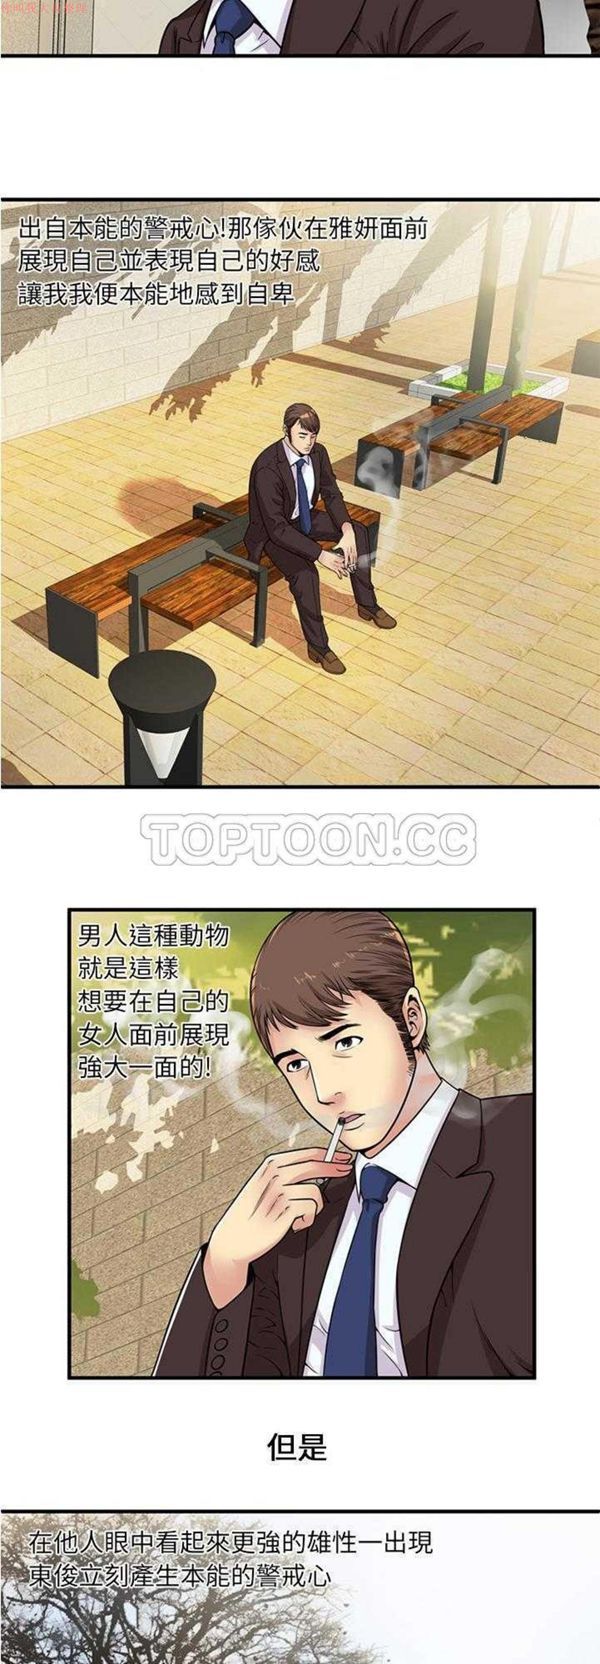 出自本能的警戒心!那傢伙在雅妍面前
展現自己並表現自己的好感
讓我我便本能地感到自卑
TOPTOON.CC
男人這種動物
就是這樣
想要在自己的
女人面前展現
強大一面的!
但是
在他人眼中看起來更強的雄性一出現
東俊立刻產生本能的警戒心